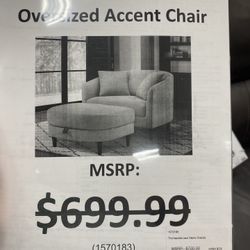 Oversized Accent Chair
MSRP:
$699.99
(1570183)